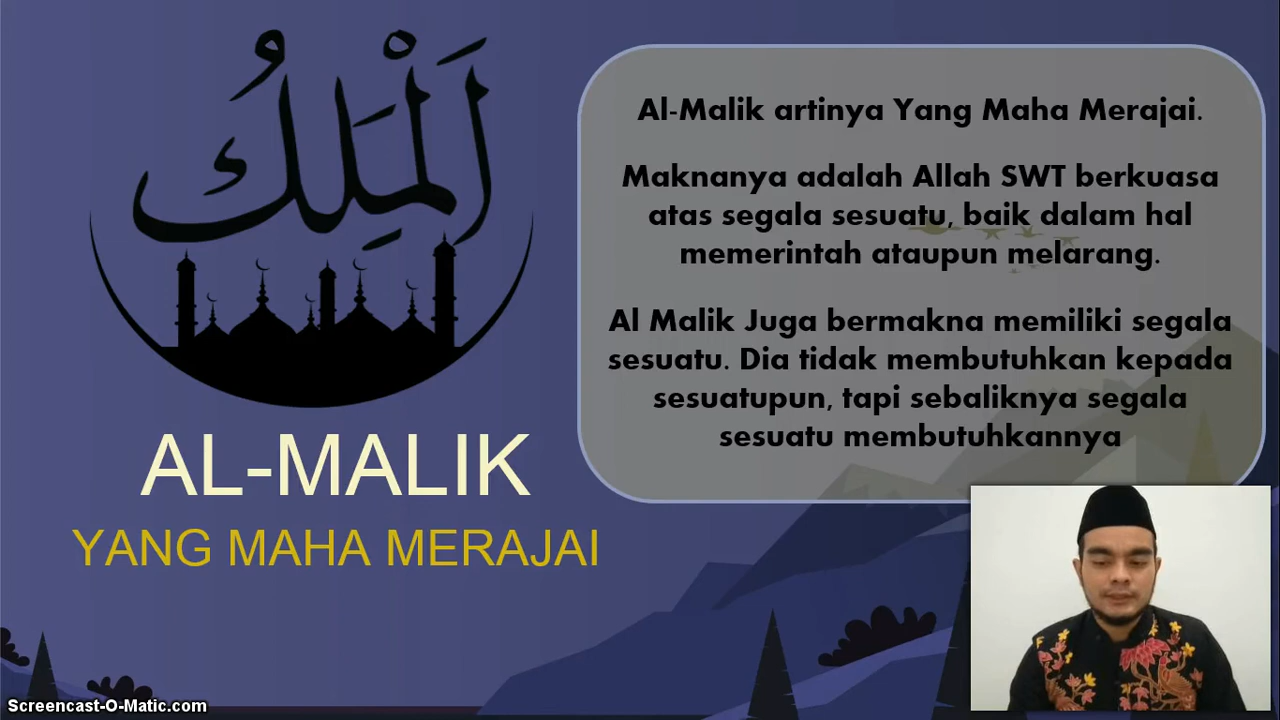 اَلْمَلِكُ
AL-MALIK
YANG MAHA MERAJAI
Al-Malik artinya Yang Maha Merajai.
Maknanya adalah Allah SWT berkuasa
atas segala sesuatu, baik dalam hal
memerintah ataupun melarang.
Al Malik Juga bermakna memiliki segala
sesuatu. Dia tidak membutuhkan kepada
sesuatupun, tapi sebaliknya segala
sesuatu membutuhkannya
Screencast-O-Matic.com